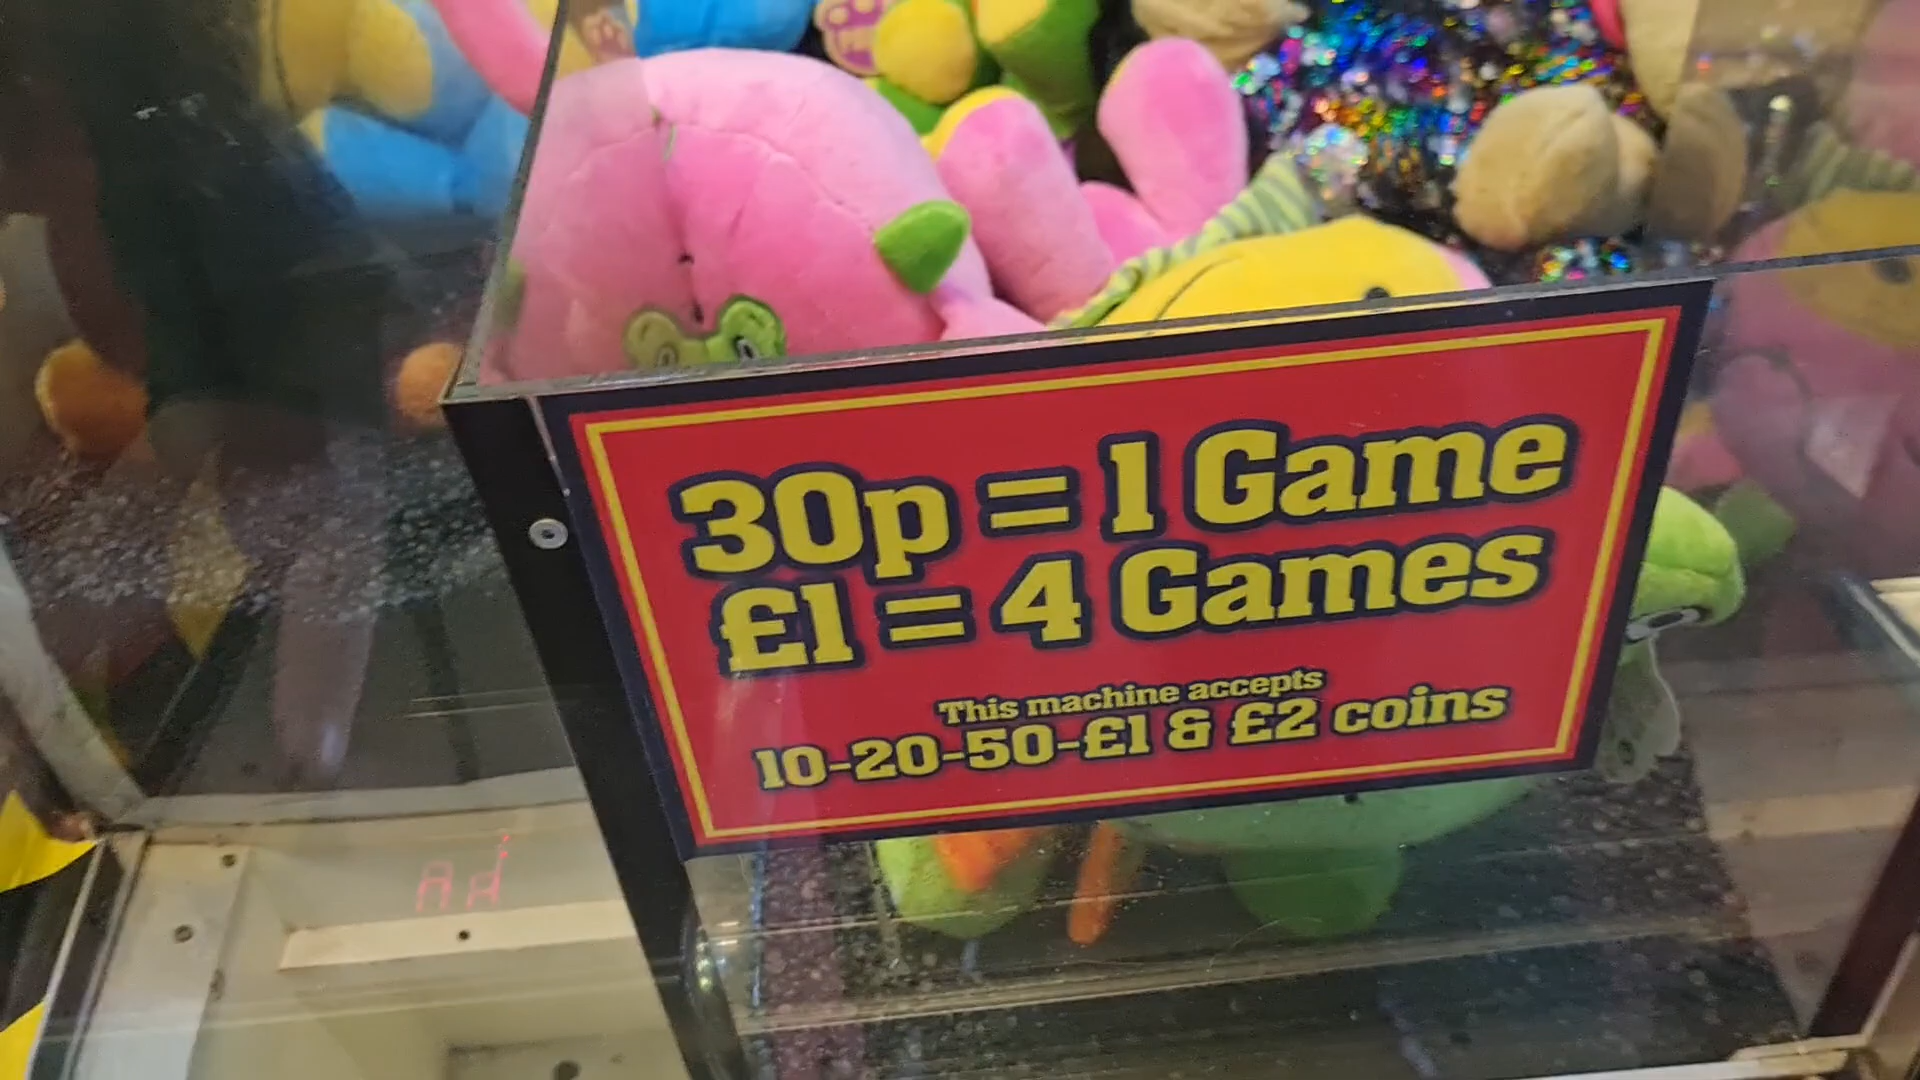 30p = 1 Game
£1 = 4 Games
This machine accepts
10-20-50-£1 & £2 coins